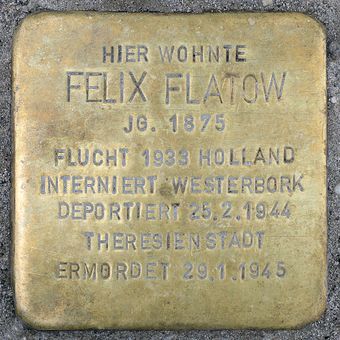 HIER WOHNTE
FELIX FLATOW
JG. 1875
FLUCHT 1933 HOLLAND
INTERNIERT WESTERBORK
DEPORTIERT 25.2.1944
THERESIENSTADT
ERMORDET 29.1.1945